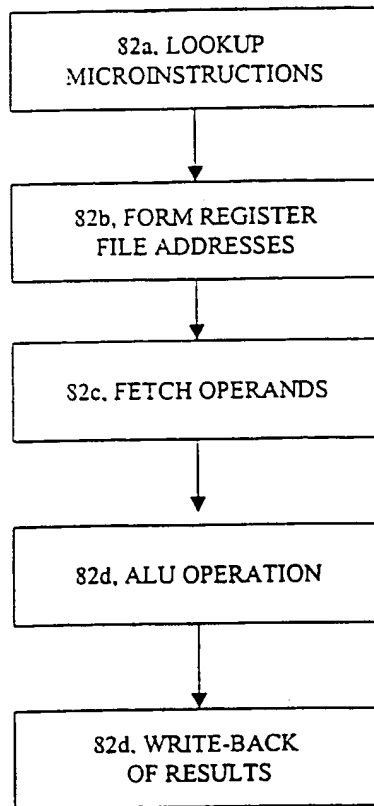 82a. LOOKUP
MICROINSTRUCTIONS
82b, FORM REGISTER
FILE ADDRESSES
82c, FETCH OPERANDS
82d, ALU OPERATION
82d. WRITE-BACK
OF RESULTS